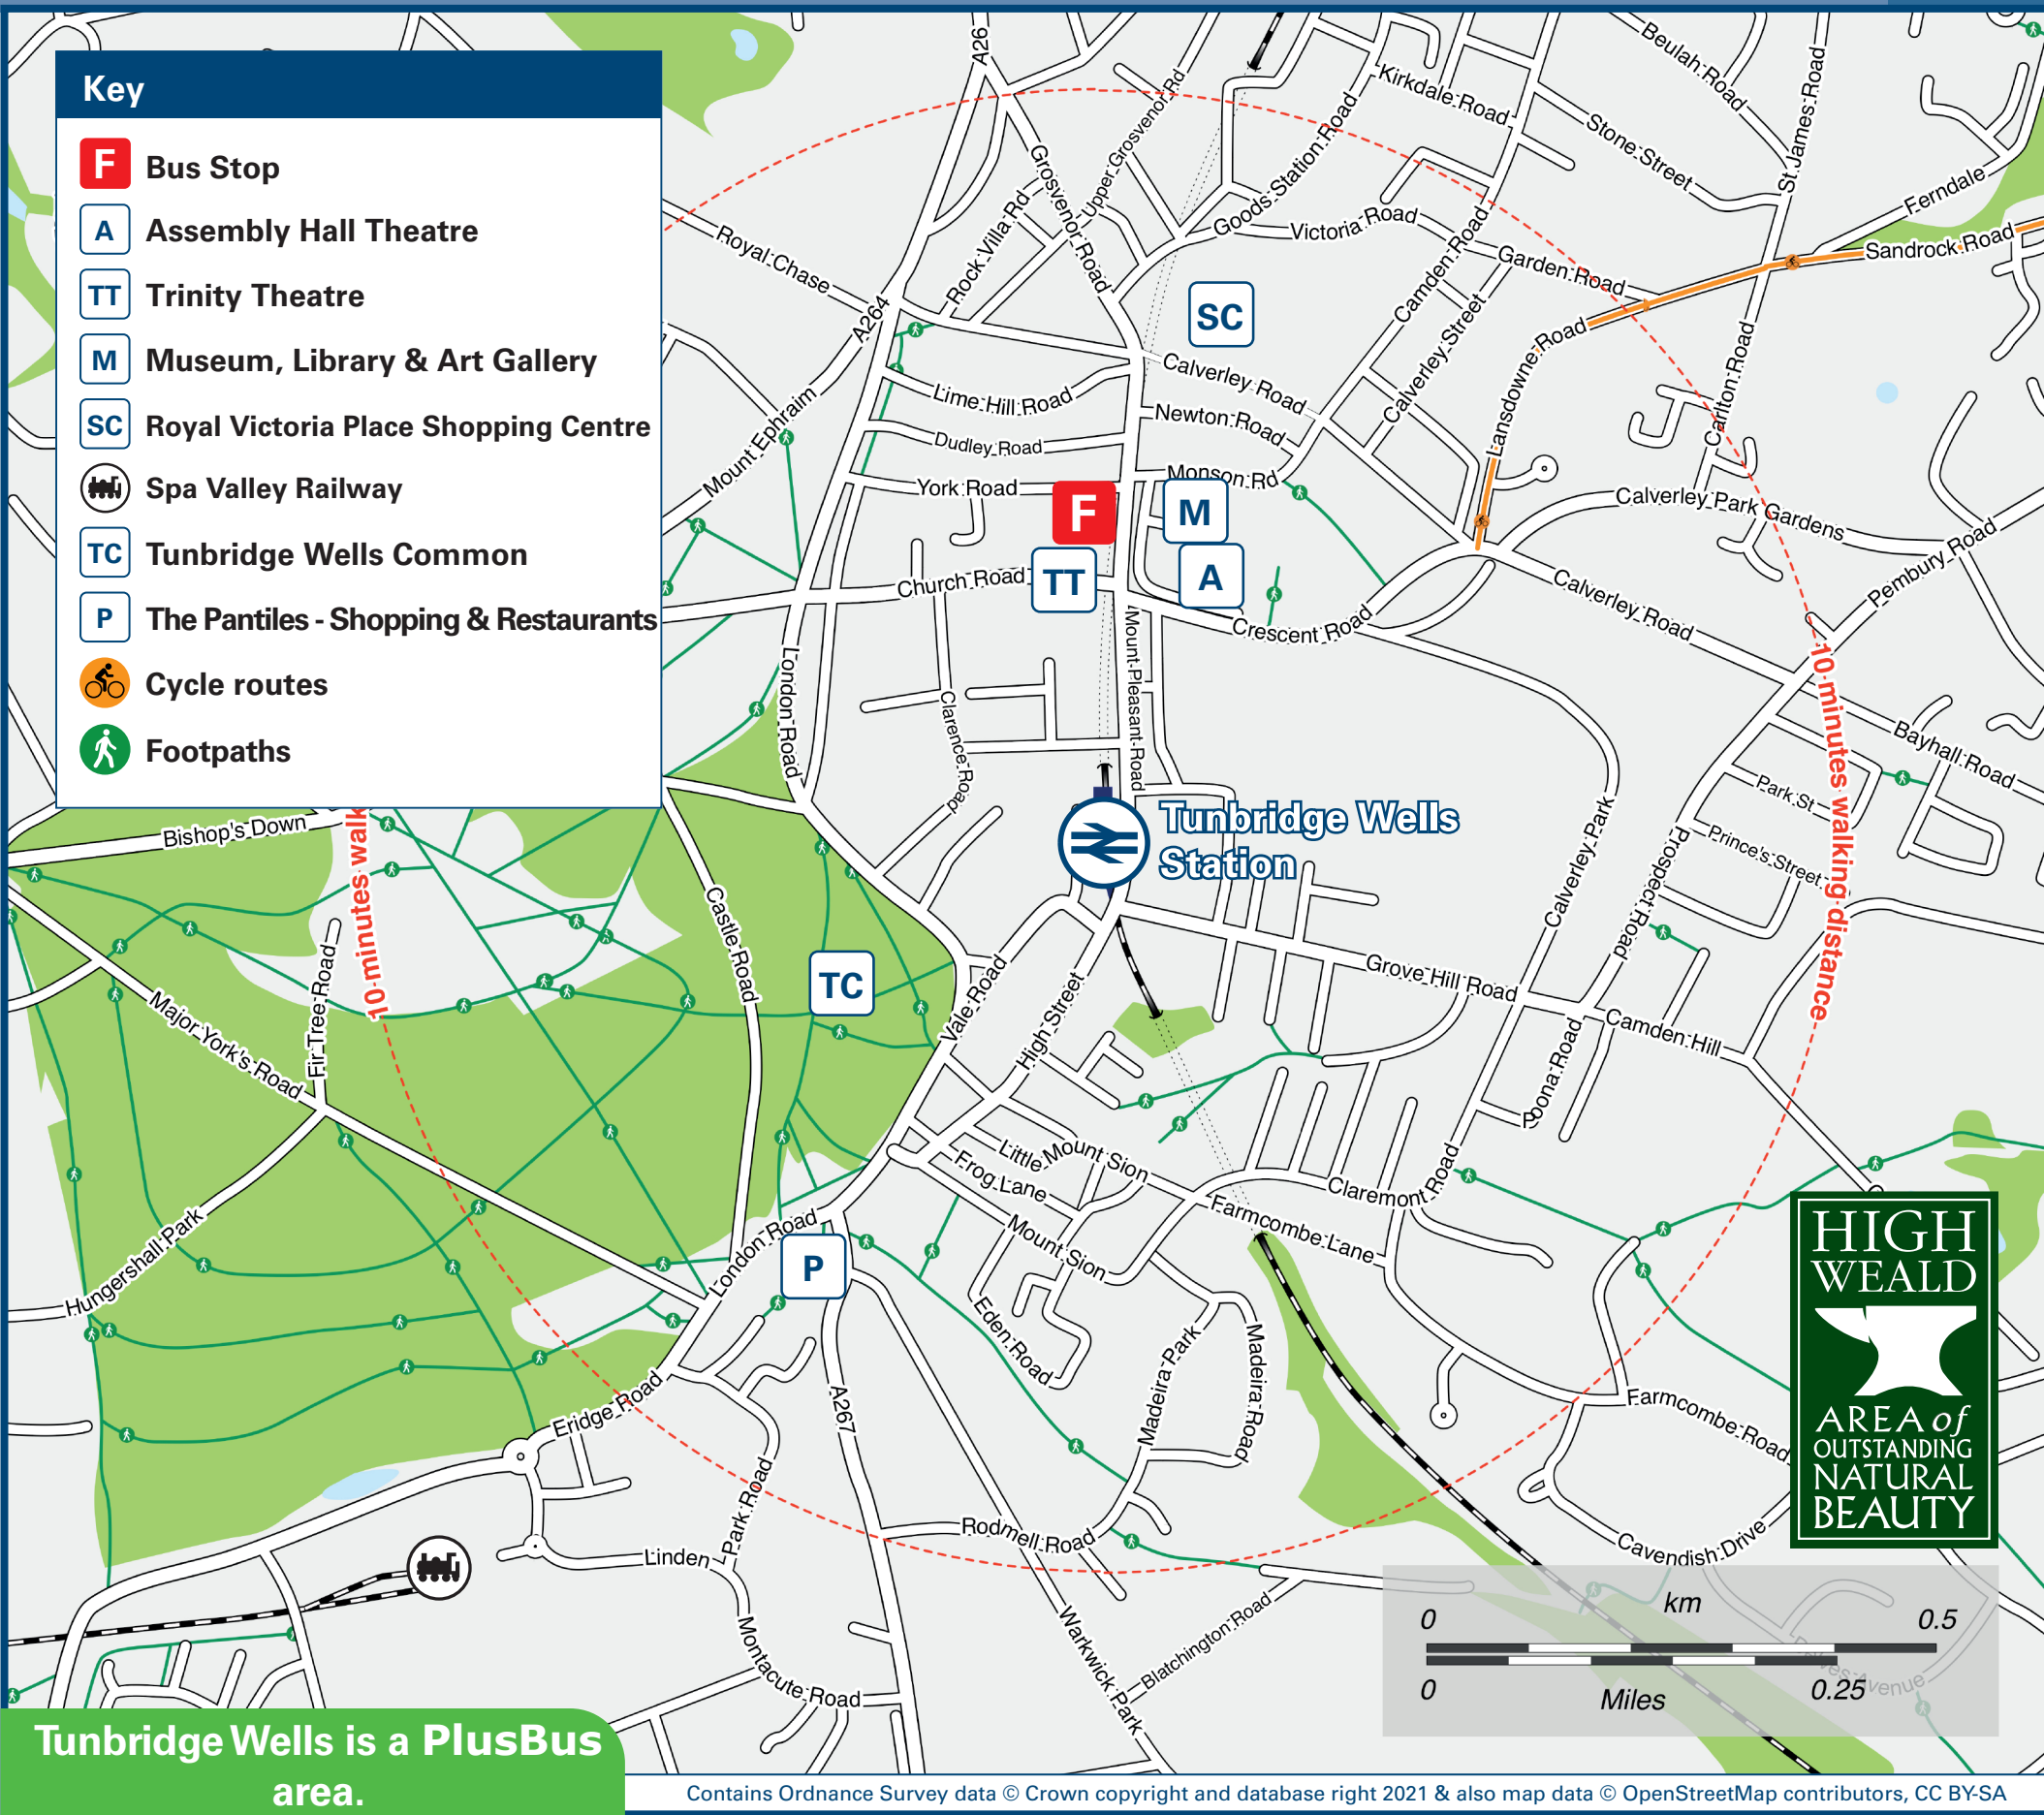 Key
F Bus Stop
A Assembly Hall Theatre
TT Trinity Theatre
M Museum, Library & Art Gallery
SC Royal Victoria Place Shopping Centre
Spa Valley Railway
TC Tunbridge Wells Common
P The Pantiles - Shopping & Restaurants
Cycle routes
Footpaths
A26
Kirkdale Road
Beulah Road
Stone Street
St James Road
Ferndale
Sandrock Road
Upper Grosvenor Rd
Grosvenor Road
Goods Station Road
Rock Villa Rd
Royal Chase
A264
Victoria Road
Garden Road
Camden Road
Calverley Street
SC
Lansdowne Road
Carlton Road
Calverley Road
Lime Hill Road
Newton Road
Dudley Road
Mount Ephraim
York Road
Monson Rd
Calverley Park Gardens
Pembury Road
F
M
TT
A
Church Road
Crescent Road
Calverley Road
London Road
Mount Pleasant Road
Clarence Road
10 minutes walking distance
Bayhall Road
Park St
Prince's Street
Prospect Road
Calverley Park
Tunbridge Wells
Station
Bishop's Down
10 minutes walk
Castle Road
TC
Fir Tree Road
Major York's Road
Vale Road
High Street
Grove Hill Road
Camden Hill
Poona Road
Little Mount Sion
Frog Lane
Mount Sion
Claremont Road
Farmcombe Lane
Hungershall Park
London Road
P
Eden Road
Madeira Park
Madeira Road
Farmcombe Road
Eridge Road
A267
Park Road
Linden
Rodmell Road
Cavendish Drive
Montacute Road
Warkwick Park
Blatchington Road
HIGH
WEALD
AREA of
OUTSTANDING
NATURAL
BEAUTY
km
0 0.5
0 0.25
Miles
Avenue
Tunbridge Wells is a PlusBus
area.
Contains Ordnance Survey data © Crown copyright and database right 2021 & also map data © OpenStreetMap contributors, CC BY-SA